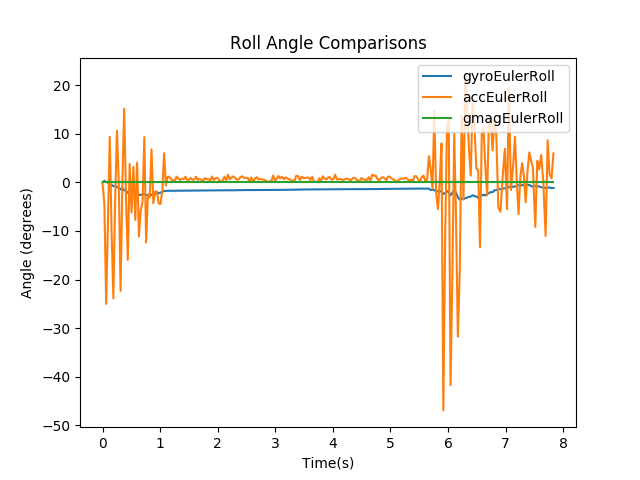 Roll Angle Comparisons
gyroEulerRoll
accEulerRoll
gmagEulerRoll
Angle (degrees)
20
10
0
−10
−20
−30
−40
−50
0 1 2 3 4 5 6 7 8
Time(s)